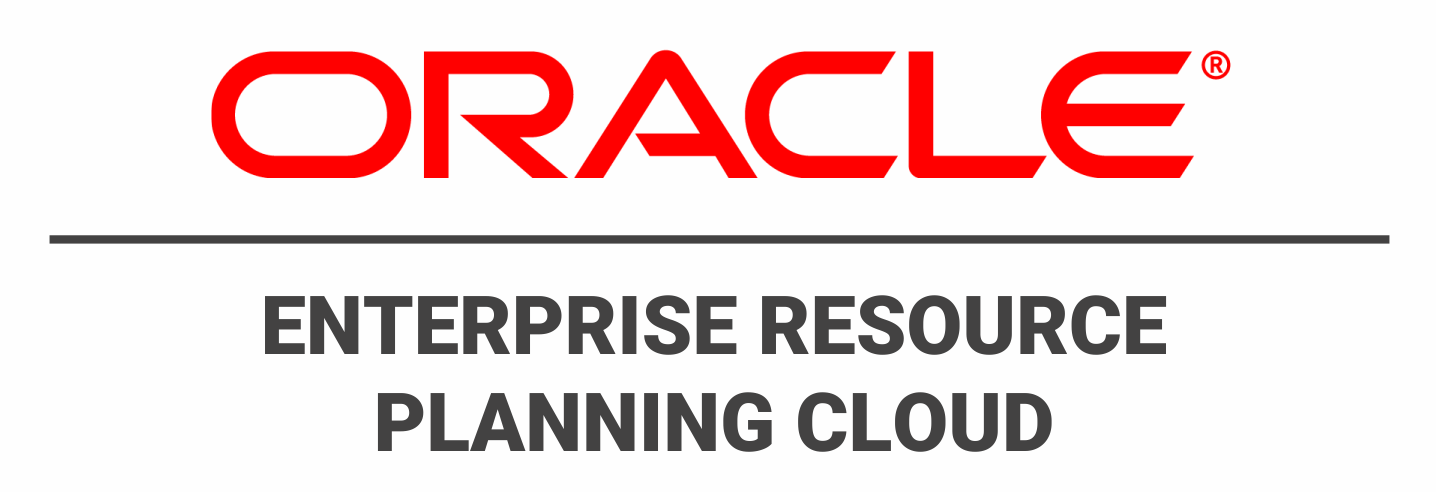 ORACLE®
ENTERPRISE RESOURCE
PLANNING CLOUD